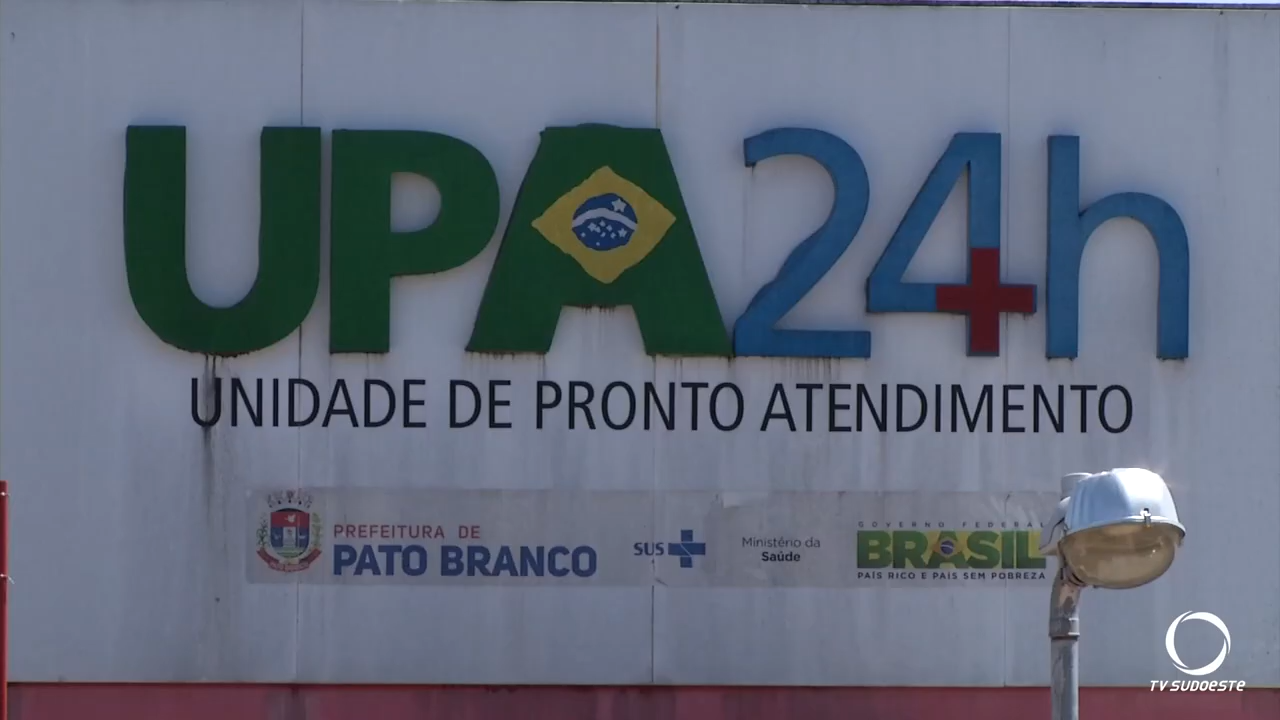 UPA24h
UNIDADE DE PRONTO ATENDIMENTO
PREFEITURA DE
PATO BRANCO
SUS
Ministério da
Saúde
GOVERNO FEDERAL
BRASIL
PAÍS RICO É PAÍS SEM POBREZA
TV SUDOESTE